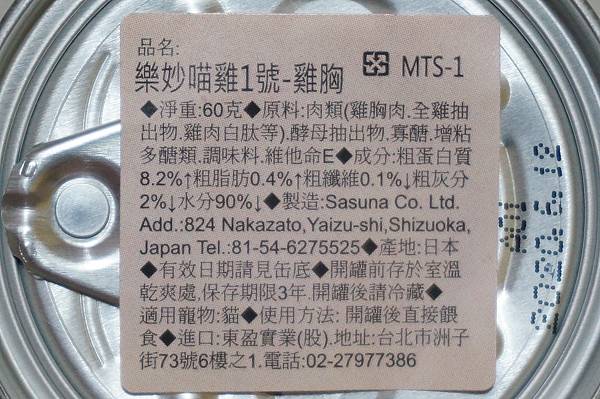 品名:
樂妙喵雞1號-雞胸 MTS-1
◆淨重:60克◆原料:肉類(雞胸肉.全雞抽
出物.雞肉白肽等).酵母抽出物.寡醣.增粘
多醣類.調味料.維他命E◆成分:粗蛋白質
8.2%↑粗脂肪0.4%↑粗纖維0.1%↓粗灰分
2%↓水分90%↓◆製造:Sasuna Co. Ltd.
Add.:824 Nakazato,Yaizu-shi,Shizuoka,
Japan Tel.:81-54-6275525◆產地:日本
◆有效日期請見缶底◆開罐前存於室溫
乾爽處,保存期限3年.開罐後請冷藏◆
適用寵物:貓◆使用方法: 開罐後直接餵
食◆進口:東盈實業(股).地址:台北市洲子
街73號6樓之1.電話:02-27977386